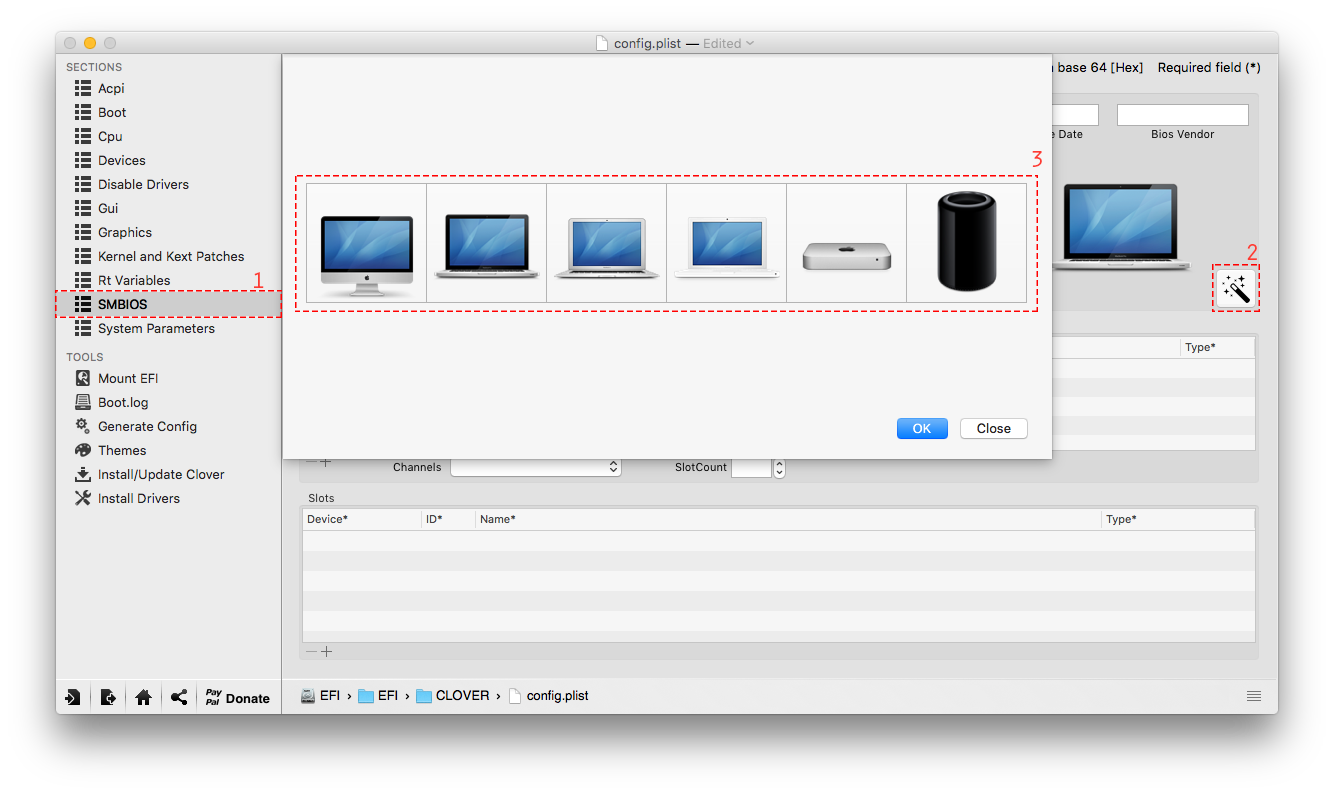 config.plist — Edited
SECTIONS
Acpi
Boot
Cpu
Devices
Disable Drivers
Gui
Graphics
Kernel and Kext Patches
Rt Variables
1
SMBIOS
System Parameters
TOOLS
Mount EFI
Boot.log
Generate Config
Themes
Install/Update Clover
Install Drivers
Pay Pal Donate
base 64 [Hex] Required field (*)
Date Bios Vendor
3
2
Type*
OK Close
Channels SlotCount
Slots
Device* ID* Name* Type*
EFI › EFI › CLOVER › config.plist